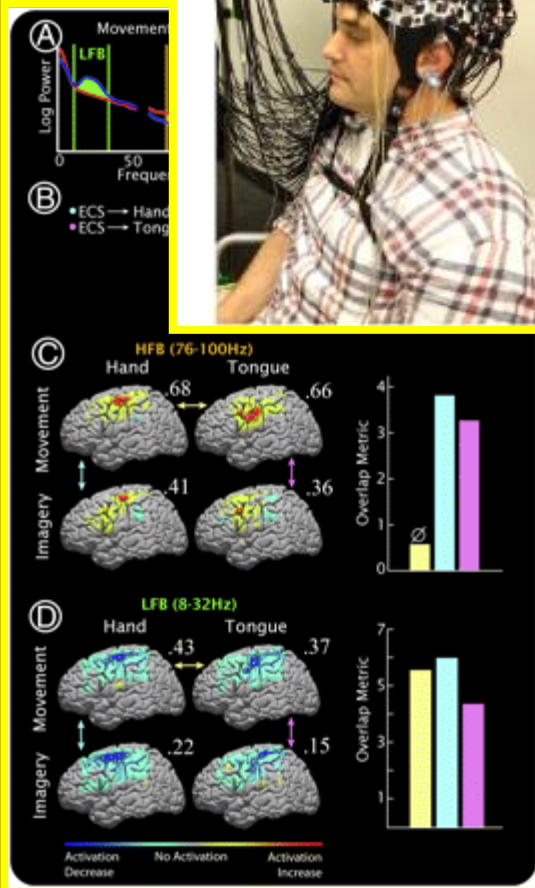 A
Movement
LFB
Log Power
0
50
B
ECS → Hand
ECS →
C
HFB (76-100Hz)
Hand
Tongue
Movement
.68
.66
Imagery
.41
.36
Overlap Metric
4
3
2
1
0
Ø
D
LFB (8-32Hz)
Hand
Tongue
Movement
.43
.37
Imagery
.22
.15
Overlap Metric
7
5
3
1
Activation Decrease
No Activation
Activation Increase